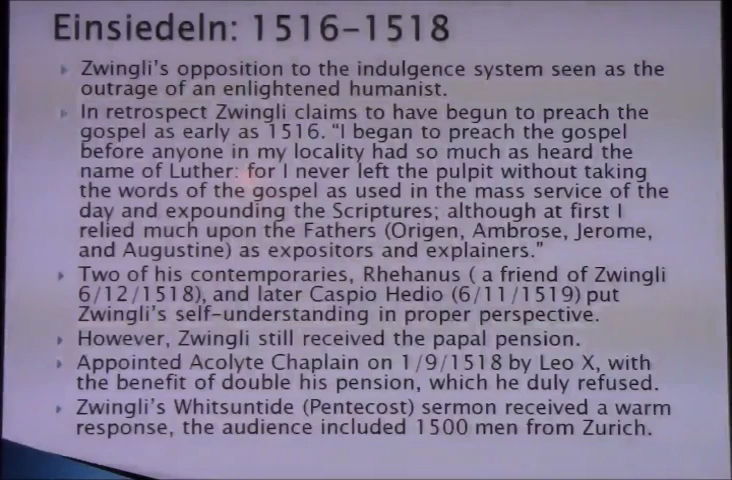 Einsiedeln: 1516–1518
Zwingli's opposition to the indulgence system seen as the
outrage of an enlightened humanist.
In retrospect Zwingli claims to have begun to preach the
gospel as early as 1516. "I began to preach the gospel
before anyone in my locality had so much as heard the
name of Luther: for I never left the pulpit without taking
the words of the gospel as used in the mass service of the
day and expounding the Scriptures; although at first I
relied much upon the Fathers (Origen, Ambrose, Jerome,
and Augustine) as expositors and explainers."
Two of his contemporaries, Rhehanus ( a friend of Zwingli
6/12/1518), and later Caspio Hedio (6/11/1519) put
Zwingli's self-understanding in proper perspective.
However, Zwingli still received the papal pension.
Appointed Acolyte Chaplain on 1/9/1518 by Leo X, with
the benefit of double his pension, which he duly refused.
Zwingli's Whitsuntide (Pentecost) sermon received a warm
response, the audience included 1500 men from Zurich.